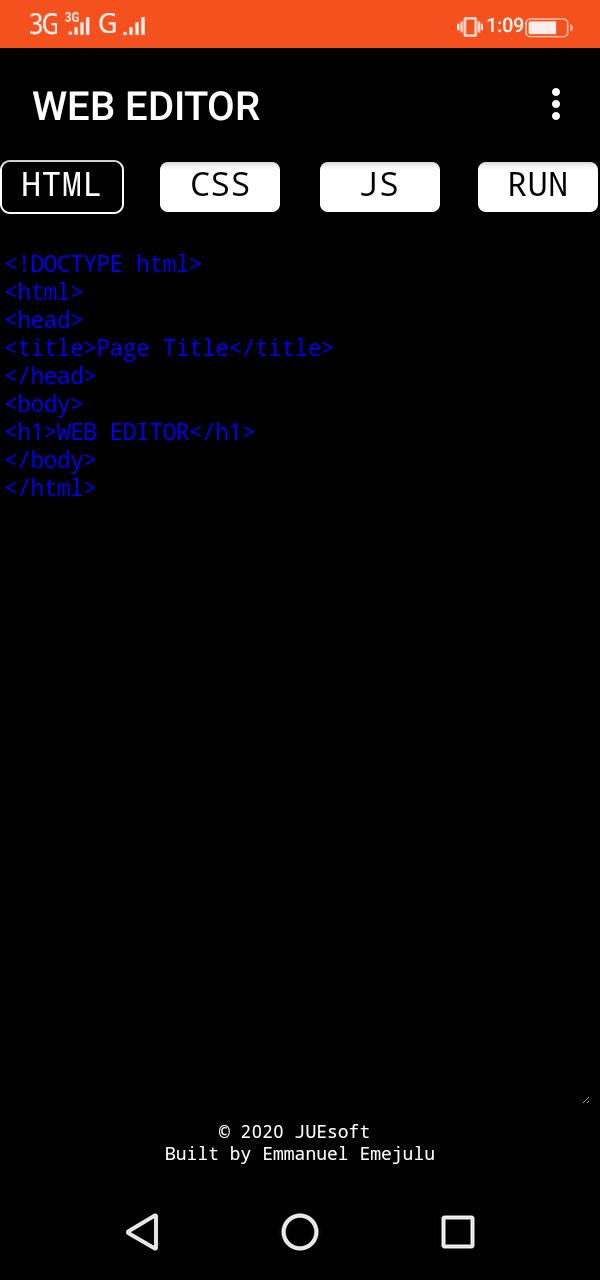 3G 3G G 1:09
WEB EDITOR
HTML CSS JS RUN
<!DOCTYPE html>
<html>
<head>
<title>Page Title</title>
</head>
<body>
<h1>WEB EDITOR</h1>
</body>
</html>
© 2020 JUEsoft
Built by Emmanuel Emejulu